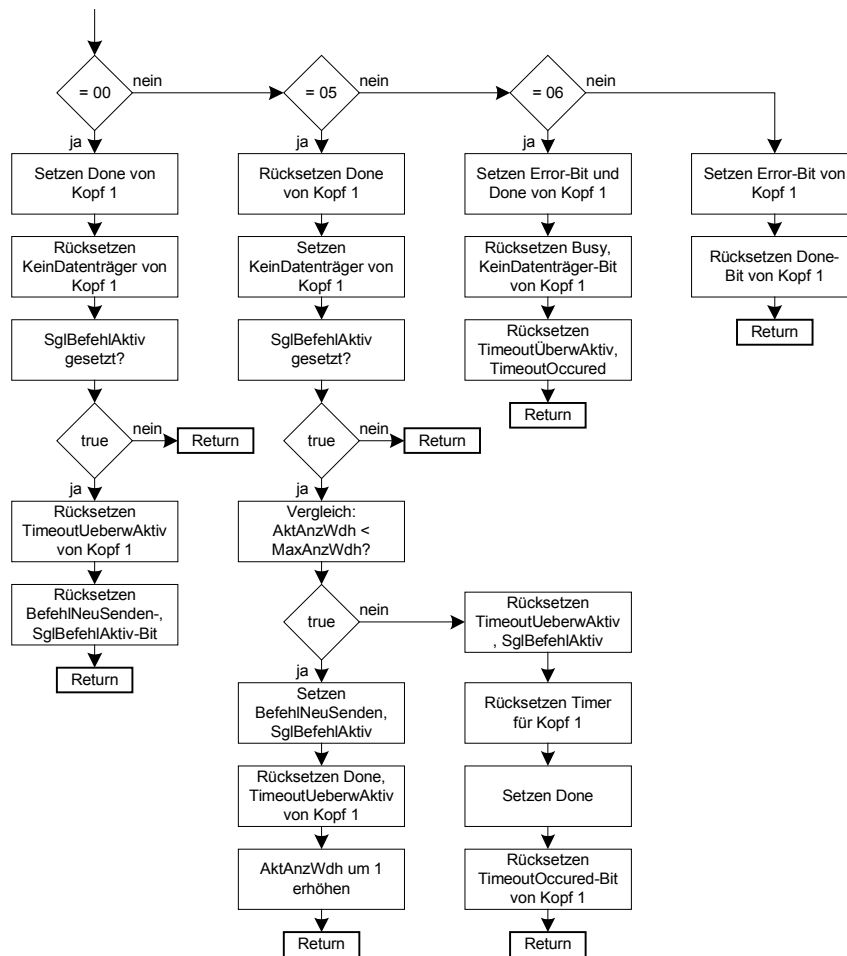 = 00
nein
= 05
nein
= 06
nein
ja
ja
ja
Setzen Done von
Kopf 1
Rücksetzen
KeinDatenträger von
Kopf 1
SglBefehlAktiv
gesetzt?
true
nein
Return
ja
Rücksetzen
TimeoutUeberwAktiv
von Kopf 1
Rücksetzen
BefehlNeuSenden-,
SglBefehlAktiv-Bit
Return
Rücksetzen Done
von Kopf 1
Setzen
KeinDatenträger von
Kopf 1
SglBefehlAktiv
gesetzt?
true
nein
Return
ja
Vergleich:
AktAnzWdh <
MaxAnzWdh?
true
nein
ja
Setzen
BefehlNeuSenden,
SglBefehlAktiv
Rücksetzen Done,
TimeoutUeberwAktiv
von Kopf 1
AktAnzWdh um 1
erhöhen
Return
Rücksetzen
TimeoutUeberwAktiv
, SglBefehlAktiv
Rücksetzen Timer
für Kopf 1
Setzen Done
Rücksetzen
TimeoutOccured-Bit
von Kopf 1
Return
Setzen Error-Bit und
Done von Kopf 1
Rücksetzen Busy,
KeinDatenträger-Bit
von Kopf 1
Rücksetzen
TimeoutÜberwAktiv,
TimeoutOccured
Return
Setzen Error-Bit von
Kopf 1
Rücksetzen Done-
Bit von Kopf 1
Return